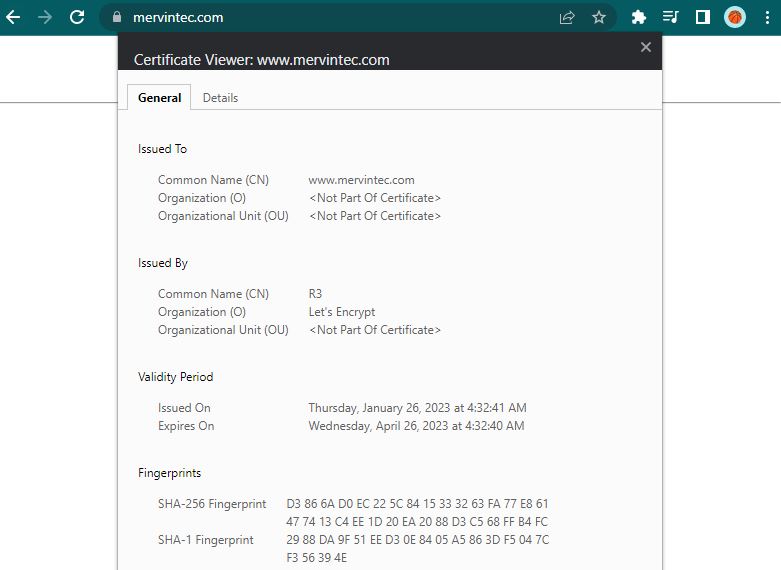 mervintec.com
Certificate Viewer: www.mervintec.com
General Details
Issued To
Common Name (CN) www.mervintec.com
Organization (O) <Not Part Of Certificate>
Organizational Unit (OU) <Not Part Of Certificate>
Issued By
Common Name (CN) R3
Organization (O) Let's Encrypt
Organizational Unit (OU) <Not Part Of Certificate>
Validity Period
Issued On Thursday, January 26, 2023 at 4:32:41 AM
Expires On Wednesday, April 26, 2023 at 4:32:40 AM
Fingerprints
SHA-256 Fingerprint D3 86 6A D0 EC 22 5C 84 15 33 32 63 FA 77 E8 61
47 74 13 C4 EE 1D 20 EA 20 88 D3 C5 68 FF B4 FC
SHA-1 Fingerprint 29 88 DA 9F 51 EE D3 0E 84 05 A5 86 3D F5 04 7C
F3 56 39 4E